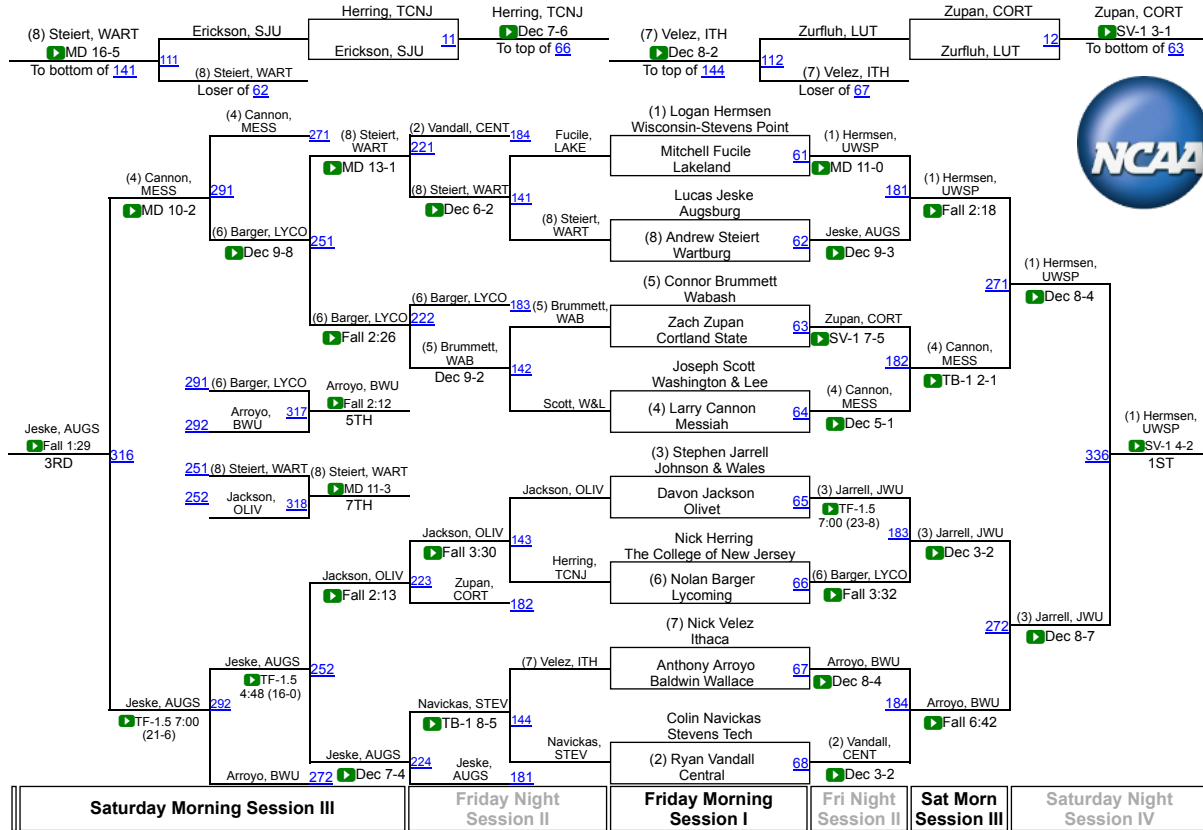 Herring, TCNJ
Erickson, SJU
11
Herring, TCNJ
Dec 7-6
To top of 66
Erickson, SJU
(8) Steiert, WART
MD 16-5
To bottom of 141
111
(8) Steiert, WART
Loser of 62
(7) Velez, ITH
Dec 8-2
To top of 144
Zurfluh, LUT
112
(7) Velez, ITH
Loser of 67
Zupan, CORT
Zurfluh, LUT
12
Zupan, CORT
SV-1 3-1
To bottom of 63
NCAA
(1) Logan Hermsen
Wisconsin-Stevens Point
Mitchell Fucile
Lakeland
61
Lucas Jeske
Augsburg
(8) Andrew Steiert
Wartburg
62
(5) Connor Brummett
Wabash
Zach Zupan
Cortland State
63
Joseph Scott
Washington & Lee
(4) Larry Cannon
Messiah
64
(3) Stephen Jarrell
Johnson & Wales
Davon Jackson
Olivet
65
Nick Herring
The College of New Jersey
(6) Nolan Barger
Lycoming
66
(7) Nick Velez
Ithaca
Anthony Arroyo
Baldwin Wallace
67
Colin Navickas
Stevens Tech
(2) Ryan Vandall
Central
68
(1) Hermsen,
UWSP
MD 11-0
181
Jeske, AUGS
Dec 9-3
Zupan, CORT
SV-1 7-5
182
(4) Cannon,
MESS
Dec 5-1
(3) Jarrell, JWU
TF-1.5
7:00 (23-8)
183
(6) Barger, LYCO
Fall 3:32
Arroyo, BWU
Dec 8-4
184
(2) Vandall,
CENT
Dec 3-2
(1) Hermsen,
UWSP
Fall 2:18
271
(4) Cannon,
MESS
TB-1 2-1
(3) Jarrell, JWU
Dec 3-2
272
Arroyo, BWU
Fall 6:42
(1) Hermsen,
UWSP
Dec 8-4
336
(3) Jarrell, JWU
Dec 8-7
(1) Hermsen,
UWSP
SV-1 4-2
1ST
Fucile,
LAKE
141
(8) Steiert,
WART
(5) Brummett,
WAB
142
Scott, W&L
Jackson, OLIV
143
Herring,
TCNJ
(7) Velez, ITH
144
Navickas,
STEV
(2) Vandall, CENT
184
221
(8) Steiert, WART
Dec 6-2
(6) Barger, LYCO
183
222
(5) Brummett,
WAB
Dec 9-2
Jackson, OLIV
Fall 3:30
223
Zupan,
CORT
182
Navickas, STEV
TB-1 8-5
224
Jeske,
AUGS
181
(8) Steiert,
WART
MD 13-1
251
(6) Barger, LYCO
Fall 2:26
Jackson, OLIV
Fall 2:13
252
Jeske, AUGS
Dec 7-4
(4) Cannon,
MESS
271
291
(6) Barger, LYCO
Dec 9-8
Jeske, AUGS
TF-1.5
4:48 (16-0)
292
Arroyo, BWU
272
(4) Cannon,
MESS
MD 10-2
316
Jeske, AUGS
TF-1.5 7:00
(21-6)
Jeske, AUGS
Fall 1:29
3RD
291
(6) Barger, LYCO
317
292
Arroyo,
BWU
Arroyo, BWU
Fall 2:12
5TH
251
(8) Steiert, WART
318
252
Jackson,
OLIV
(8) Steiert, WART
MD 11-3
7TH
Saturday Morning Session III
Friday Night
Session II
Friday Morning
Session I
Fri Night
Session II
Sat Morn
Session III
Saturday Night
Session IV